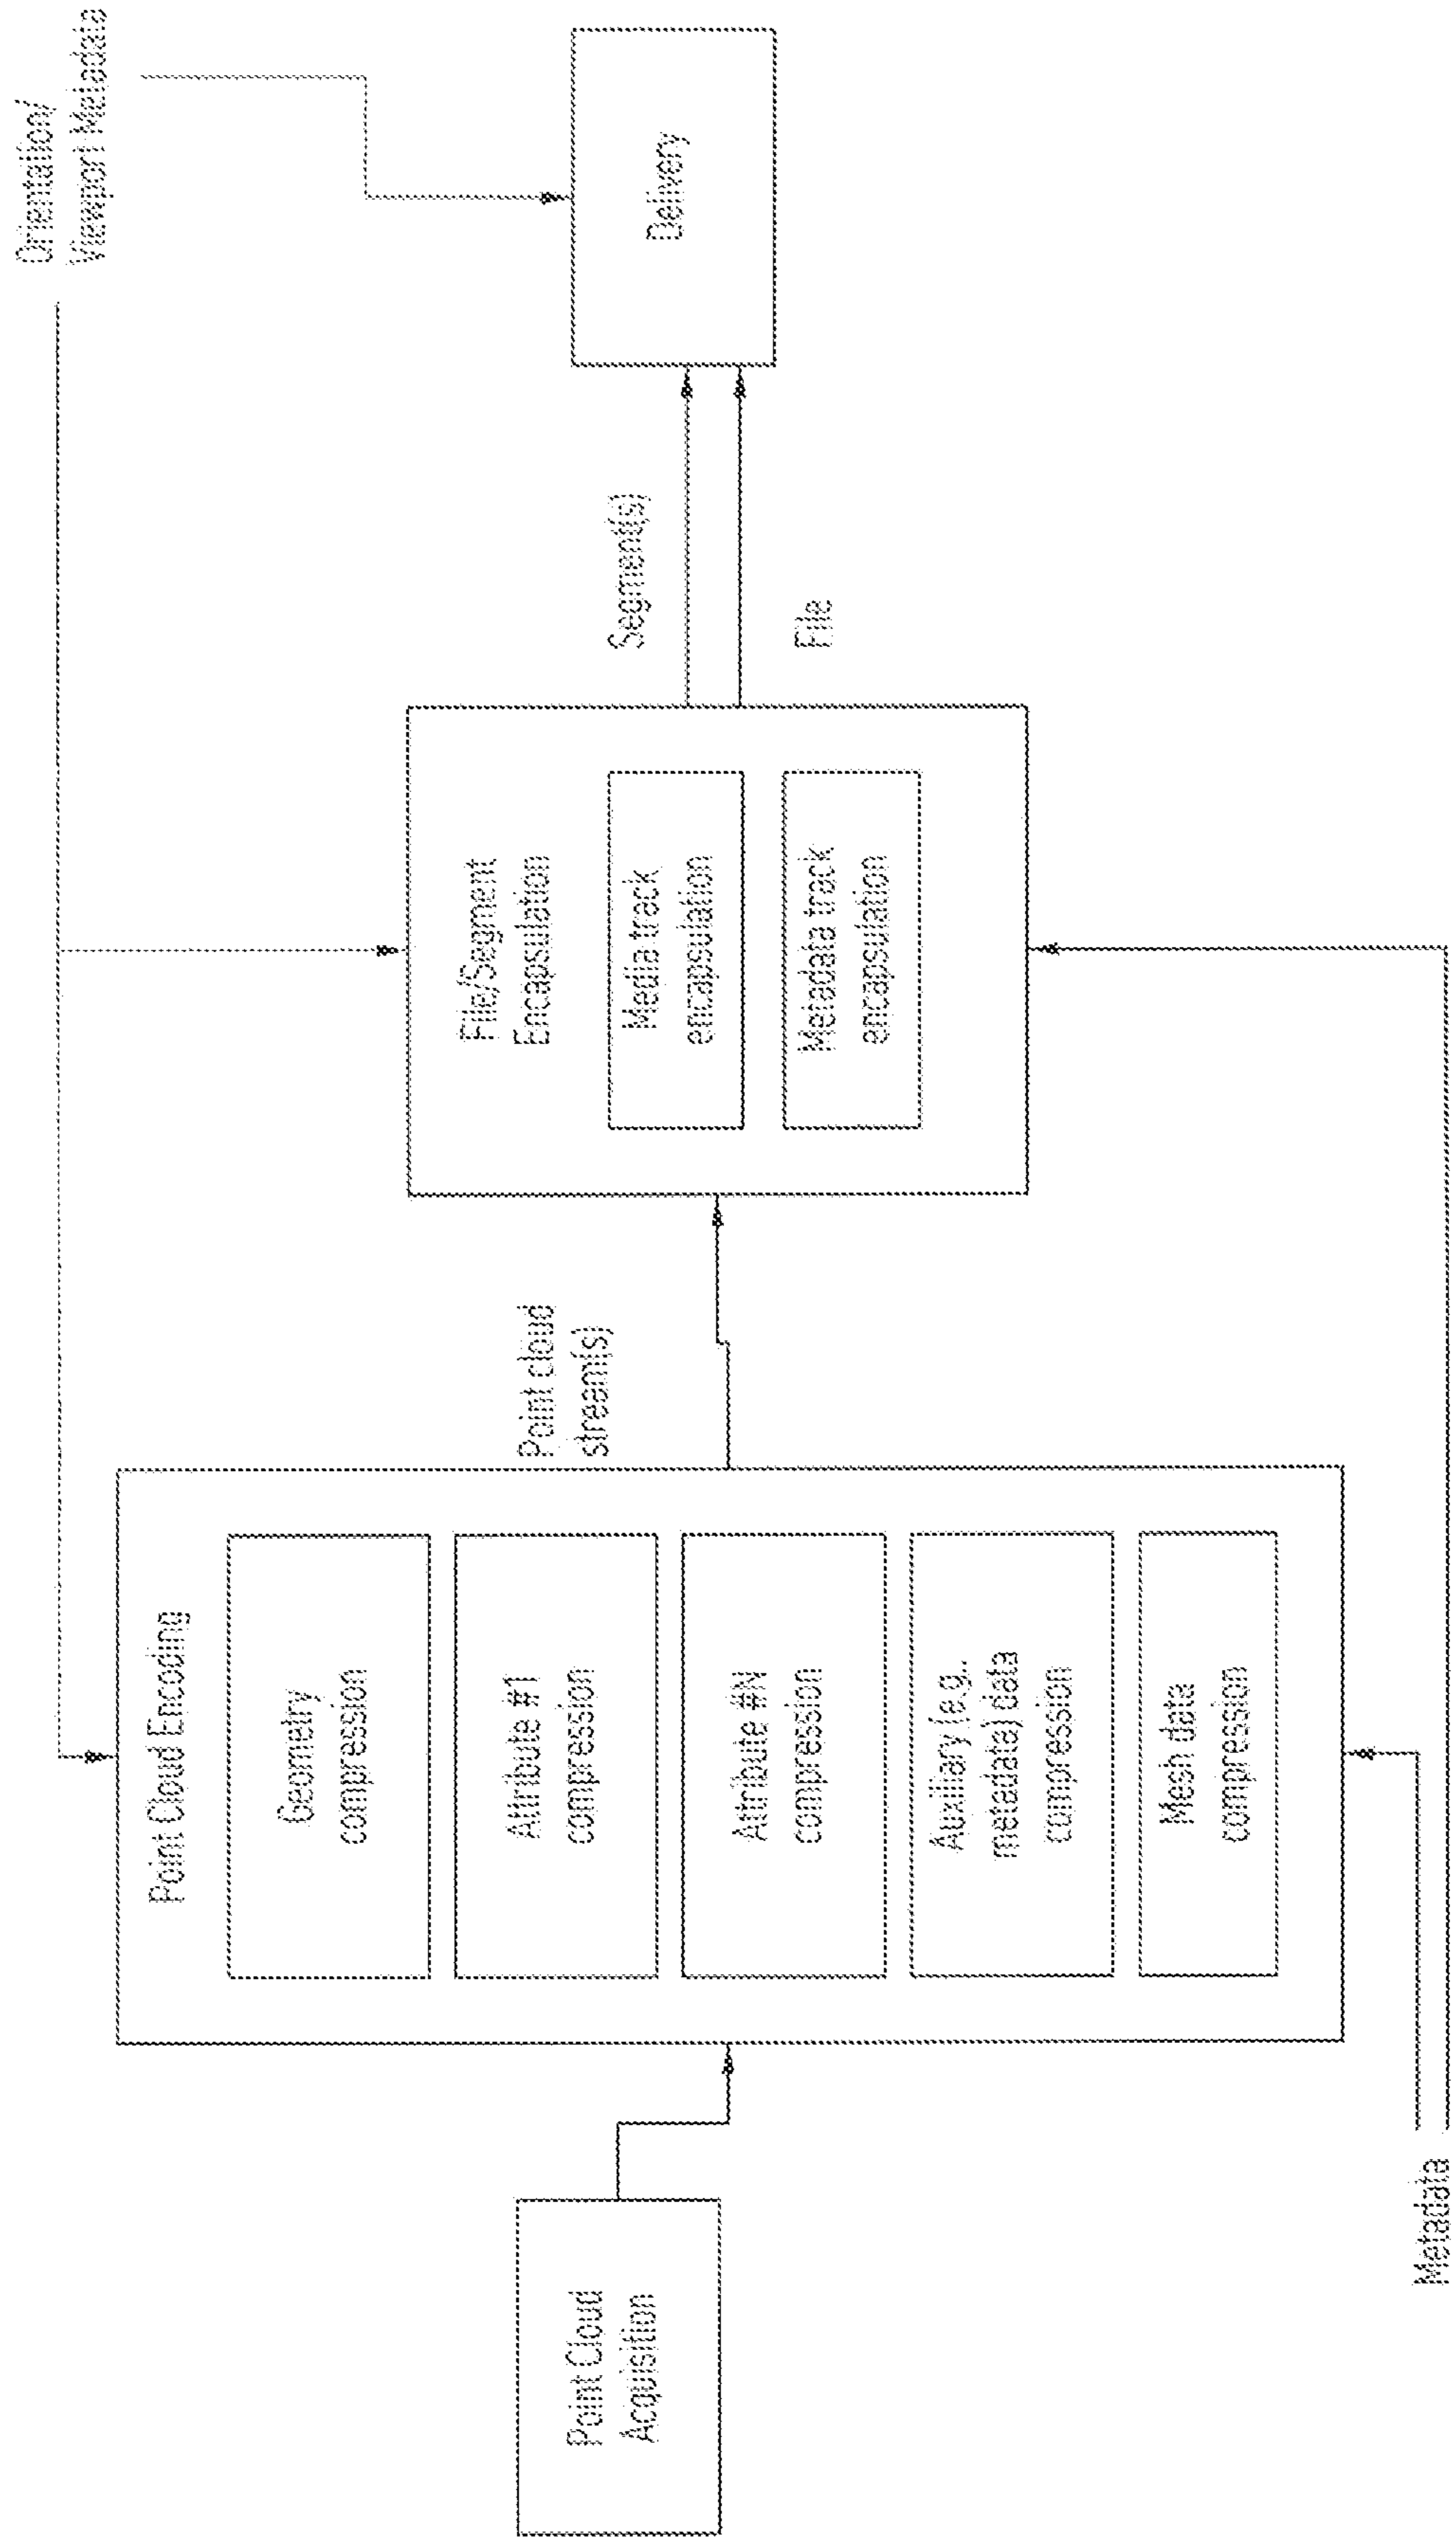 Orientation/
Viewport Metadata
Point Cloud
Acquisition
Point Cloud Encoding
Geometry
compression
Attribute #1
compression
Attribute #N
compression
Auxiliary (e.g.,
metadata) data
compression
Mesh data
compression
Point cloud
stream(s)
File/Segment
Encapsulation
Media track
encapsulation
Metadata track
encapsulation
Segment(s)
File
Delivery
Metadata